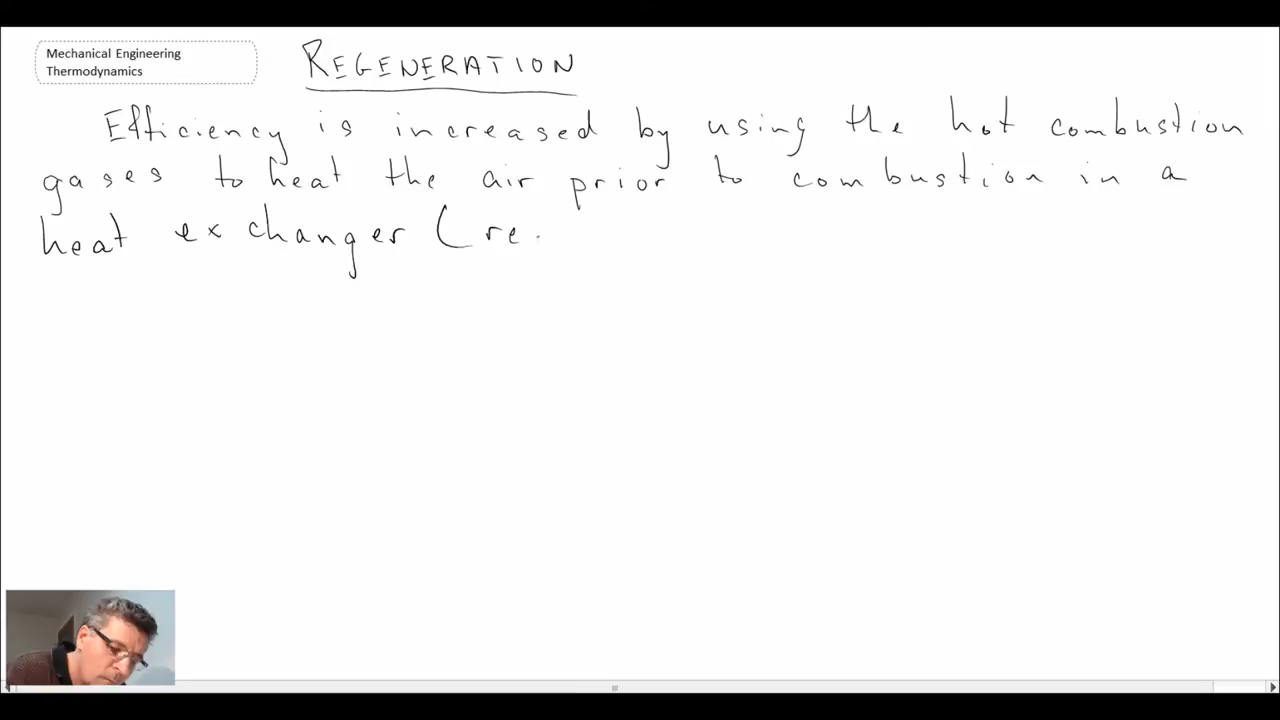 Mechanical Engineering
Thermodynamics
REGENERATION
Efficiency is increased by using the hot combustion
gases to heat the air prior to combustion in a
heat exchanger (re